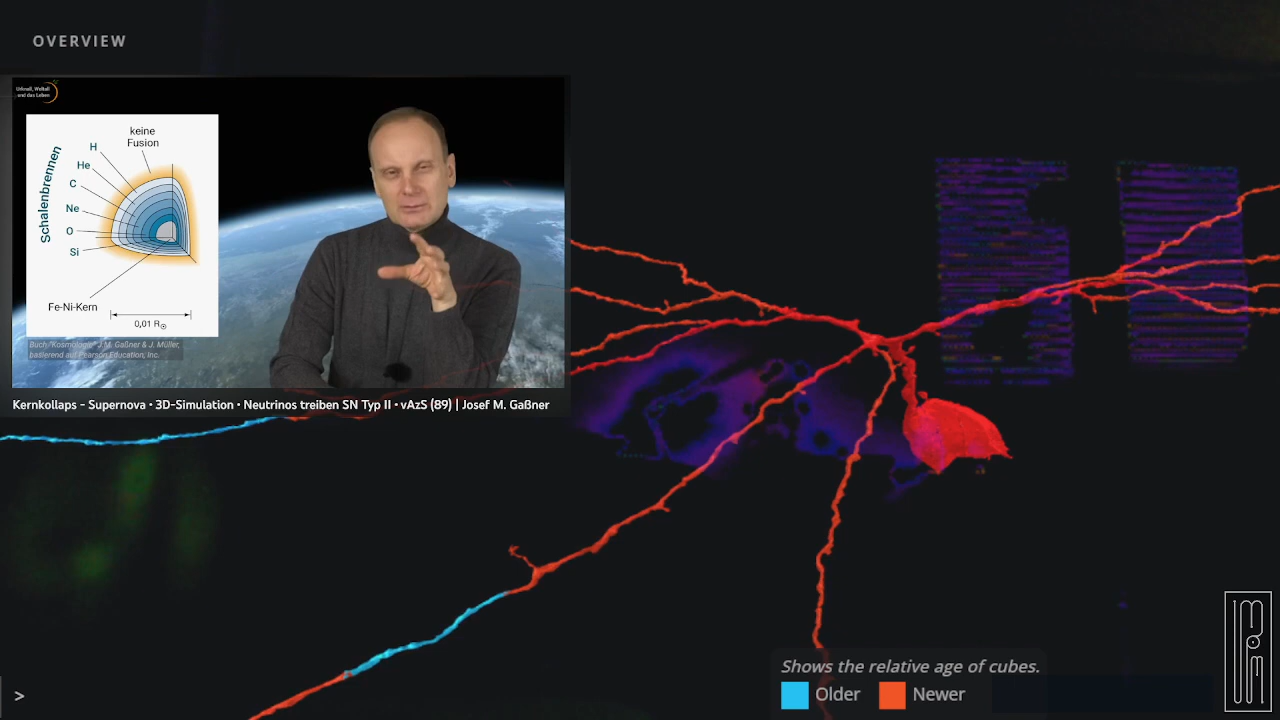 OVERVIEW
Urknall, Weltall
und das Leben
keine
Fusion
Schalenbrennen
H
He
C
Ne
O
Si
Fe-Ni-Kern
0,01 R☉
Buch "Kosmologie" J.M. Gaßner & J. Müller,
basierend auf Pearson Education, Inc.
Kernkollaps - Supernova • 3D-Simulation • Neutrinos treiben SN Typ II • vAzS (89) | Josef M. Gaßner
Shows the relative age of cubes.
Older
Newer
>